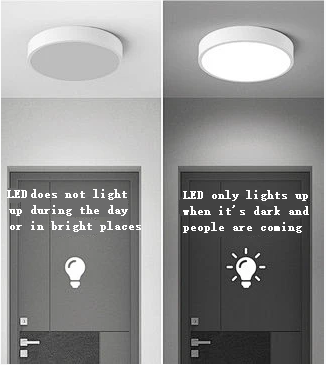 LED does not light
up during the day
or in bright places
LED only lights up
when it's dark and
people are coming